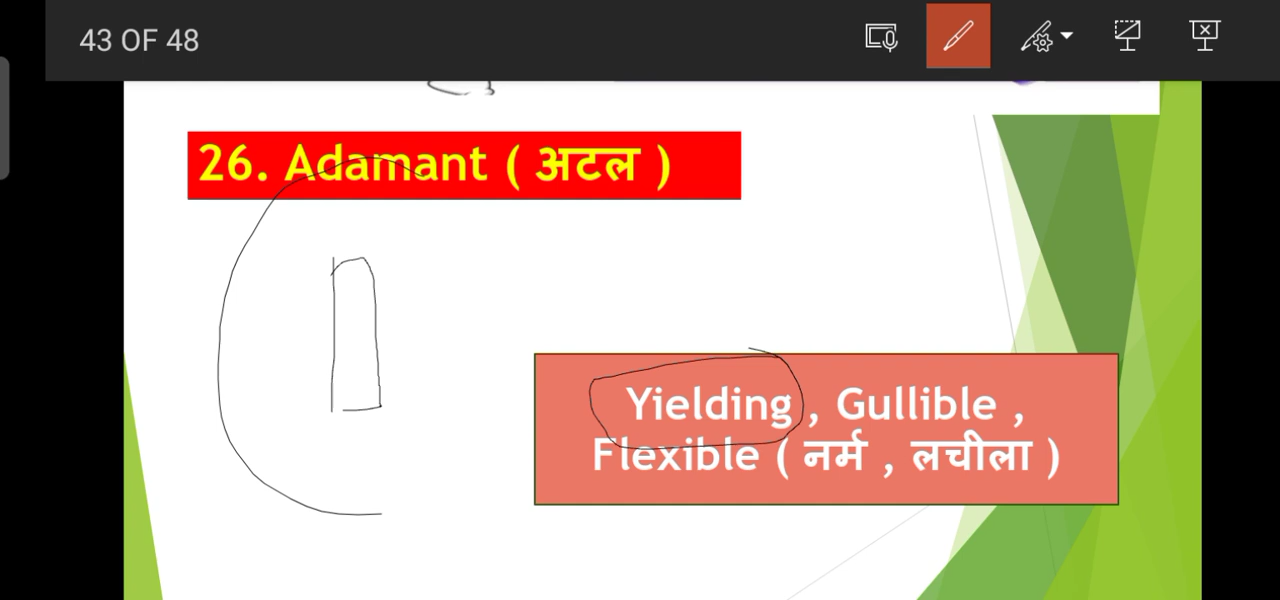 43 OF 48
26. Adamant ( अटल )
Yielding , Gullible ,
Flexible ( नर्म , लचीला )